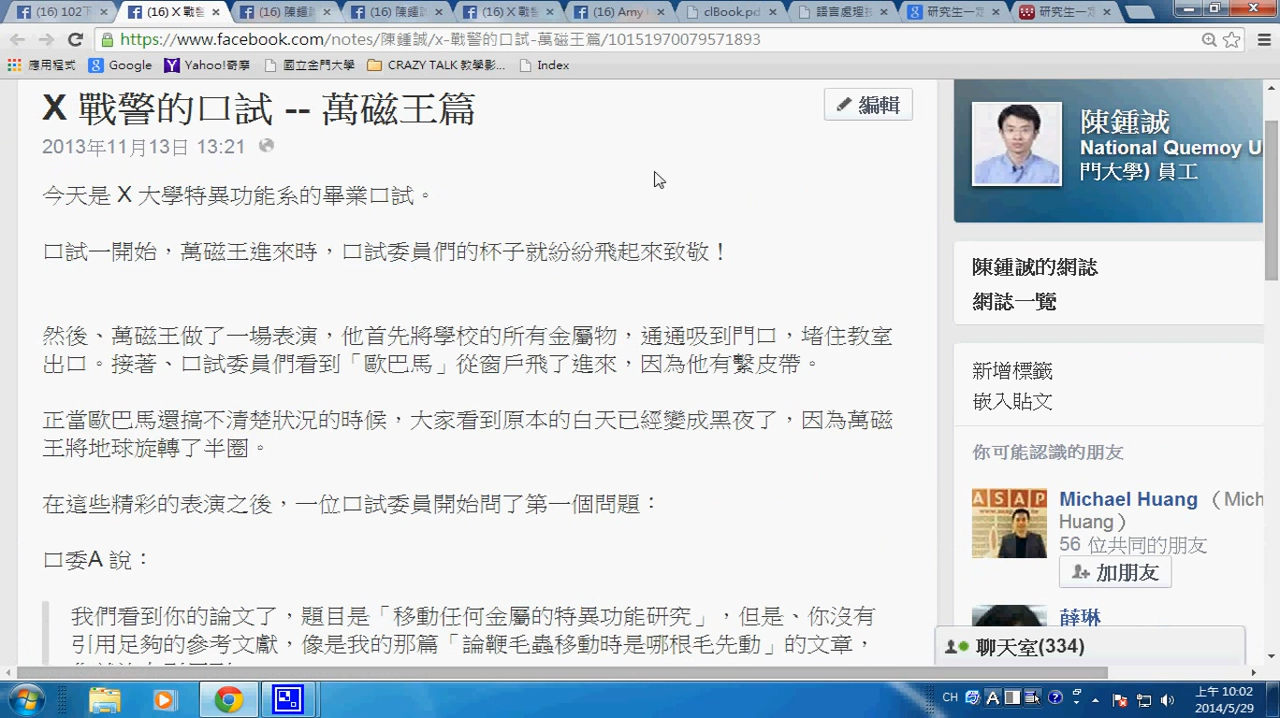 (16) 102下
(16) X 戰警
(16) 陳鍾誠
(16) 陳鍾
(16) X 戰警
(16) Amy
clBook.pd
語言處理技
研究生一定
研究生一定
https://www.facebook.com/notes/陳鍾誠/x-戰警的口試-萬磁王篇/10151970079571893
應用程式 Google Yahoo!奇摩 國立金門大學 CRAZY TALK 教學影... Index
X 戰警的口試 -- 萬磁王篇
編輯
2013年11月13日 13:21
今天是 X 大學特異功能系的畢業口試。
口試一開始，萬磁王進來時，口試委員們的杯子就紛紛飛起來致敬！
然後、萬磁王做了一場表演，他首先將學校的所有金屬物，通通吸到門口，堵住教室
出口。接著、口試委員們看到「歐巴馬」從窗戶飛了進來，因為他有繫皮帶。
正當歐巴馬還搞不清楚狀況的時候，大家看到原本的白天已經變成黑夜了，因為萬磁
王將地球旋轉了半圈。
在這些精彩的表演之後，一位口試委員開始問了第一個問題：
口委A 說：
我們看到你的論文了，題目是「移動任何金屬的特異功能研究」，但是、你沒有
引用足夠的參考文獻，像是我的那篇「論鞭毛蟲移動時是哪根毛先動」的文章，
陳鍾誠
National Quemoy U
門大學) 員工
陳鍾誠的網誌
網誌一覽
新增標籤
嵌入貼文
你可能認識的朋友
ASAP
Michael Huang （Mich
Huang）
56 位共同的朋友
加朋友
薛琳
聊天室(334)
CH
上午 10:02
2014/5/29